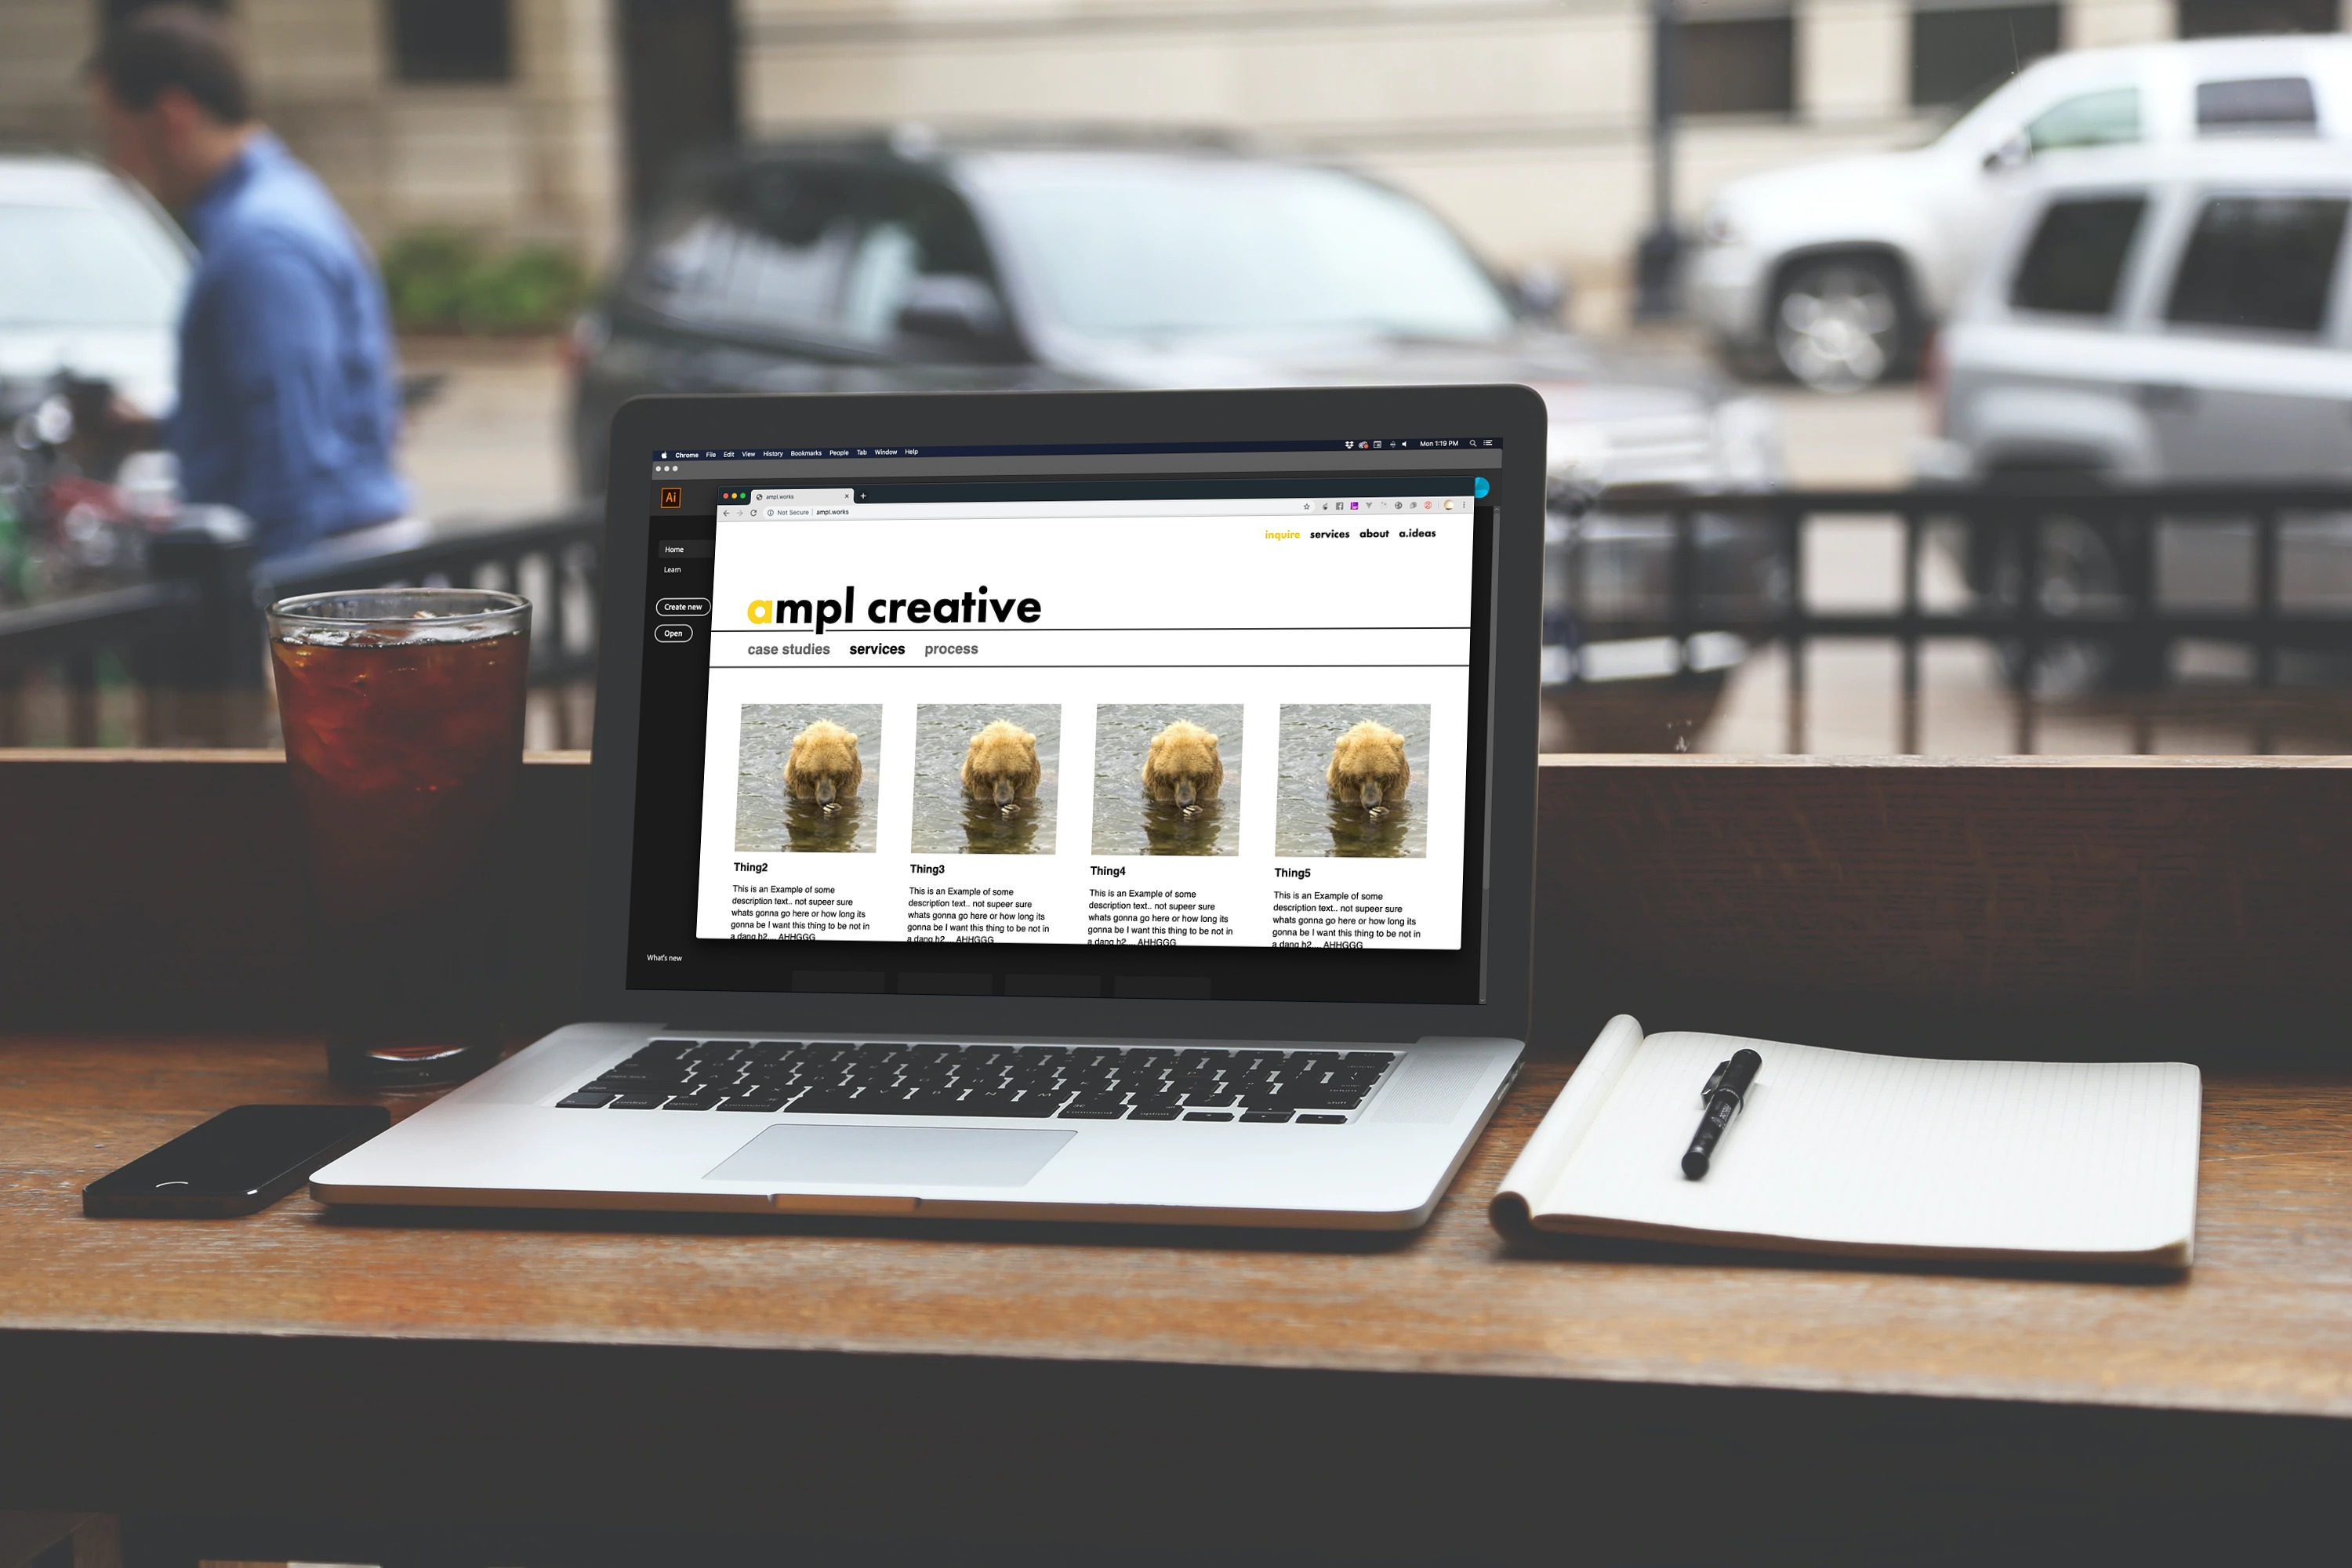 Chrome File Edit View History Bookmarks People Tab Window Help Mon 1:19 PM
Ai
ampl.works
Not Secure | ampl.works
Home
Learn
Create new
Open
What's new
inquire services about a.ideas
ampl creative
case studies services process
Thing2
This is an Example of some
description text.. not supeer sure
whats gonna go here or how long its
gonna be I want this thing to be not in
a dang h2.... AHHGGG
Thing3
This is an Example of some
description text.. not supeer sure
whats gonna go here or how long its
gonna be I want this thing to be not in
a dang h2.... AHHGGG
Thing4
This is an Example of some
description text.. not supeer sure
whats gonna go here or how long its
gonna be I want this thing to be not in
a dang h2.... AHHGGG
Thing5
This is an Example of some
description text.. not supeer sure
whats gonna go here or how long its
gonna be I want this thing to be not in
a dang h2.... AHHGGG
command
command option